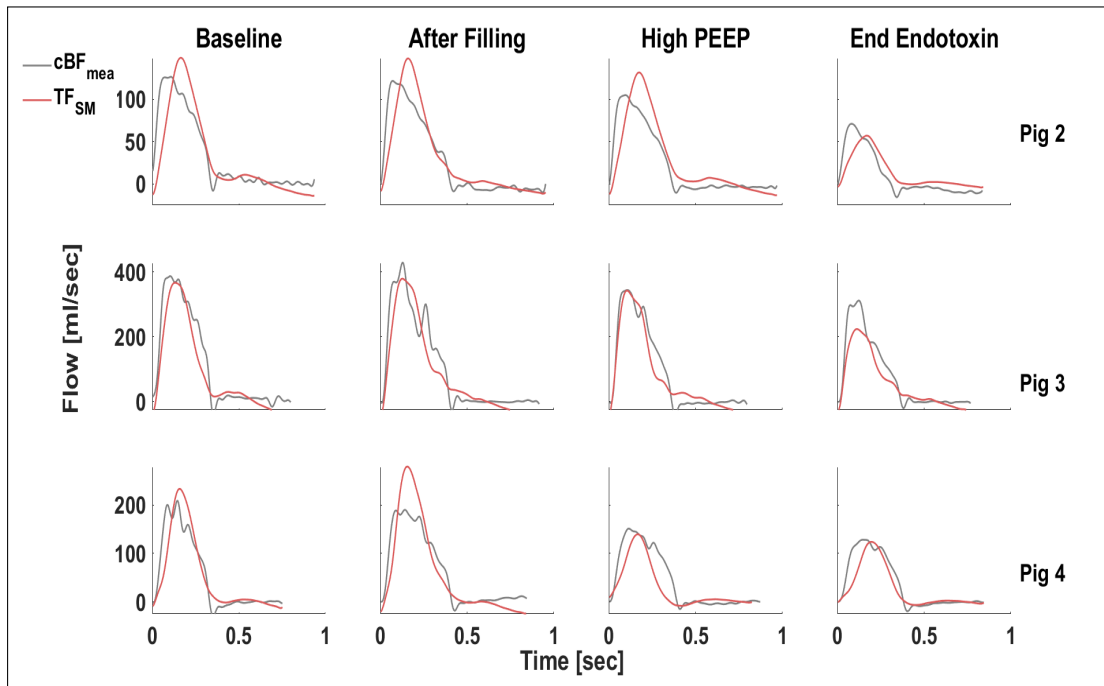 Baseline After Filling High PEEP End Endotoxin
cBF_mea
TF_SM
100
50
0
Pig 2
Flow [ml/sec]
400
200
0
Pig 3
200
100
0
Pig 4
0 0.5 1 0 0.5 1 0 0.5 1 0 0.5 1
Time [sec]